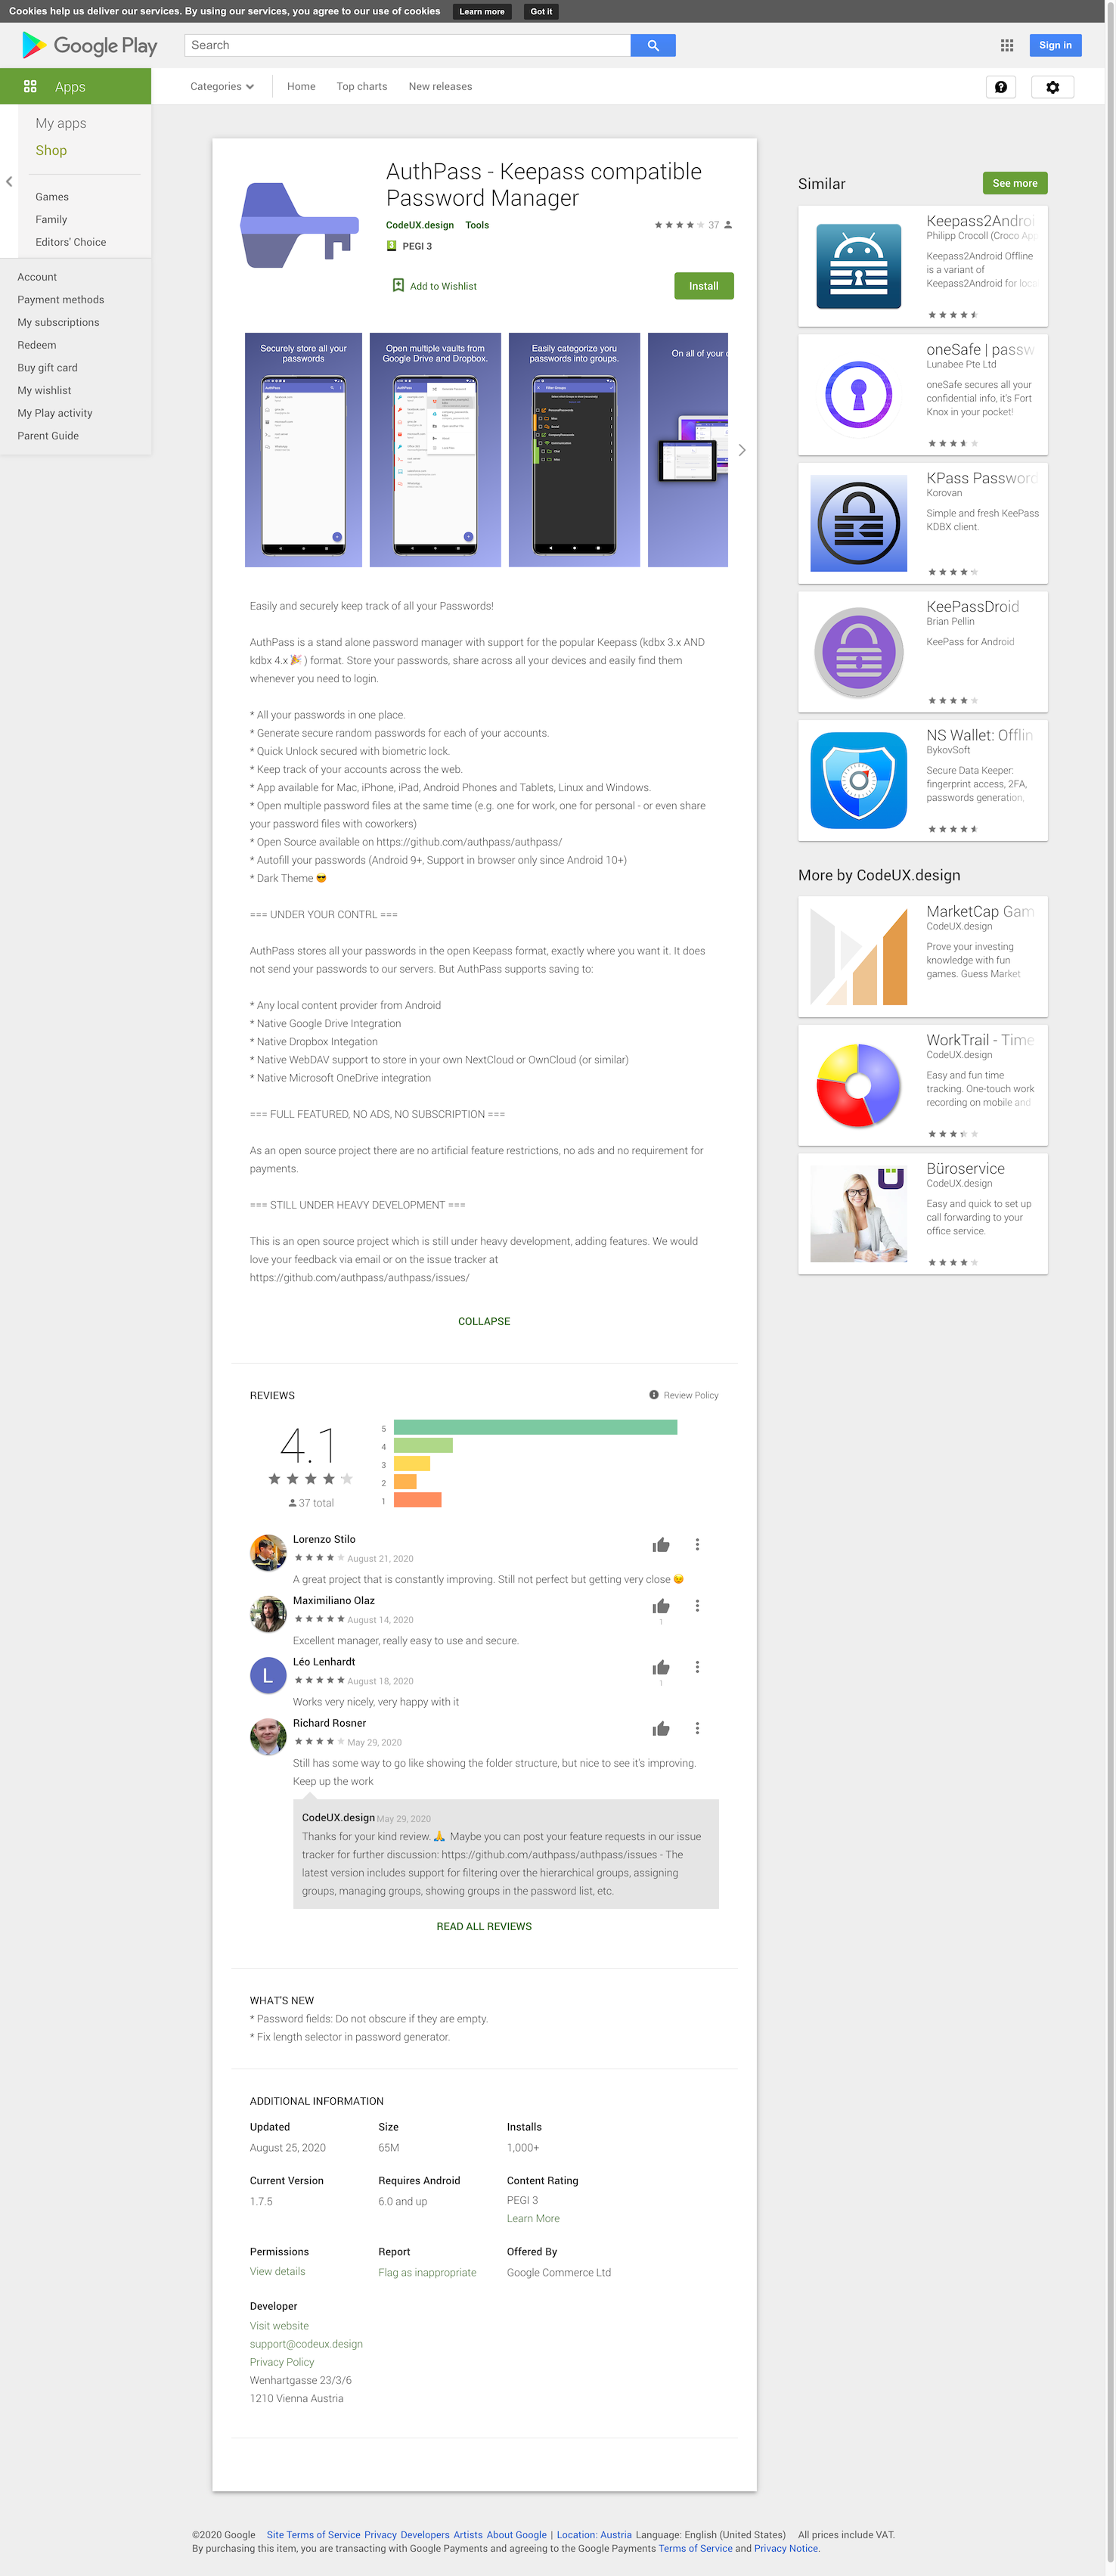 Cookies help us deliver our services. By using our services, you agree to our use of cookies Learn more Got it
Google Play
Search
Sign in
Apps
Categories Home Top charts New releases
My apps
Shop
Games
Family
Editors' Choice
Account
Payment methods
My subscriptions
Redeem
Buy gift card
My wishlist
My Play activity
Parent Guide
AuthPass - Keepass compatible
Password Manager
CodeUX.design Tools
37
PEGI 3
Add to Wishlist
Install
Securely store all your
passwords
Open multiple vaults from
Google Drive and Dropbox.
Easily categorize yoru
passwords into groups.
On all of your
Easily and securely keep track of all your Passwords!
AuthPass is a stand alone password manager with support for the popular Keepass (kdbx 3.x AND
kdbx 4.x 🎉 ) format. Store your passwords, share across all your devices and easily find them
whenever you need to login.
* All your passwords in one place.
* Generate secure random passwords for each of your accounts.
* Quick Unlock secured with biometric lock.
* Keep track of your accounts across the web.
* App available for Mac, iPhone, iPad, Android Phones and Tablets, Linux and Windows.
* Open multiple password files at the same time (e.g. one for work, one for personal - or even share
your password files with coworkers)
* Open Source available on https://github.com/authpass/authpass/
* Autofill your passwords (Android 9+, Support in browser only since Android 10+)
* Dark Theme 😎
=== UNDER YOUR CONTRL ===
AuthPass stores all your passwords in the open Keepass format, exactly where you want it. It does
not send your passwords to our servers. But AuthPass supports saving to:
* Any local content provider from Android
* Native Google Drive Integration
* Native Dropbox Integation
* Native WebDAV support to store in your own NextCloud or OwnCloud (or similar)
* Native Microsoft OneDrive integration
=== FULL FEATURED, NO ADS, NO SUBSCRIPTION ===
As an open source project there are no artificial feature restrictions, no ads and no requirement for
payments.
=== STILL UNDER HEAVY DEVELOPMENT ===
This is an open source project which is still under heavy development, adding features. We would
love your feedback via email or on the issue tracker at
https://github.com/authpass/authpass/issues/
COLLAPSE
REVIEWS
Review Policy
4.1
37 total
5
4
3
2
1
Lorenzo Stilo
August 21, 2020
A great project that is constantly improving. Still not perfect but getting very close 😉
Maximiliano Olaz
August 14, 2020
1
Excellent manager, really easy to use and secure.
L
Léo Lenhardt
August 18, 2020
1
Works very nicely, very happy with it
Richard Rosner
May 29, 2020
Still has some way to go like showing the folder structure, but nice to see it's improving.
Keep up the work
CodeUX.design May 29, 2020
Thanks for your kind review. 🙏 Maybe you can post your feature requests in our issue
tracker for further discussion: https://github.com/authpass/authpass/issues - The
latest version includes support for filtering over the hierarchical groups, assigning
groups, managing groups, showing groups in the password list, etc.
READ ALL REVIEWS
WHAT'S NEW
* Password fields: Do not obscure if they are empty.
* Fix length selector in password generator.
ADDITIONAL INFORMATION
Updated Size Installs
August 25, 2020 65M 1,000+
Current Version Requires Android Content Rating
1.7.5 6.0 and up PEGI 3
Learn More
Permissions Report Offered By
View details Flag as inappropriate Google Commerce Ltd
Developer
Visit website
support@codeux.design
Privacy Policy
Wenhartgasse 23/3/6
1210 Vienna Austria
Similar
See more
Keepass2Androi
Philipp Crocoll (Croco Ap
Keepass2Android Offline
is a variant of
Keepass2Android for loc
oneSafe | passw
Lunabee Pte Ltd
oneSafe secures all your
confidential info, it's Fort
Knox in your pocket!
KPass Password
Korovan
Simple and fresh KeePass
KDBX client.
KeePassDroid
Brian Pellin
KeePass for Android
NS Wallet: Offlin
BykovSoft
Secure Data Keeper:
fingerprint access, 2FA,
passwords generation,
More by CodeUX.design
MarketCap Gam
CodeUX.design
Prove your investing
knowledge with fun
games. Guess Market
WorkTrail - Time
CodeUX.design
Easy and fun time
tracking. One-touch work
recording on mobile and
Büroservice
CodeUX.design
Easy and quick to set up
call forwarding to your
office service.
©2020 Google Site Terms of Service Privacy Developers Artists About Google | Location: Austria Language: English (United States) All prices include VAT.
By purchasing this item, you are transacting with Google Payments and agreeing to the Google Payments Terms of Service and Privacy Notice.